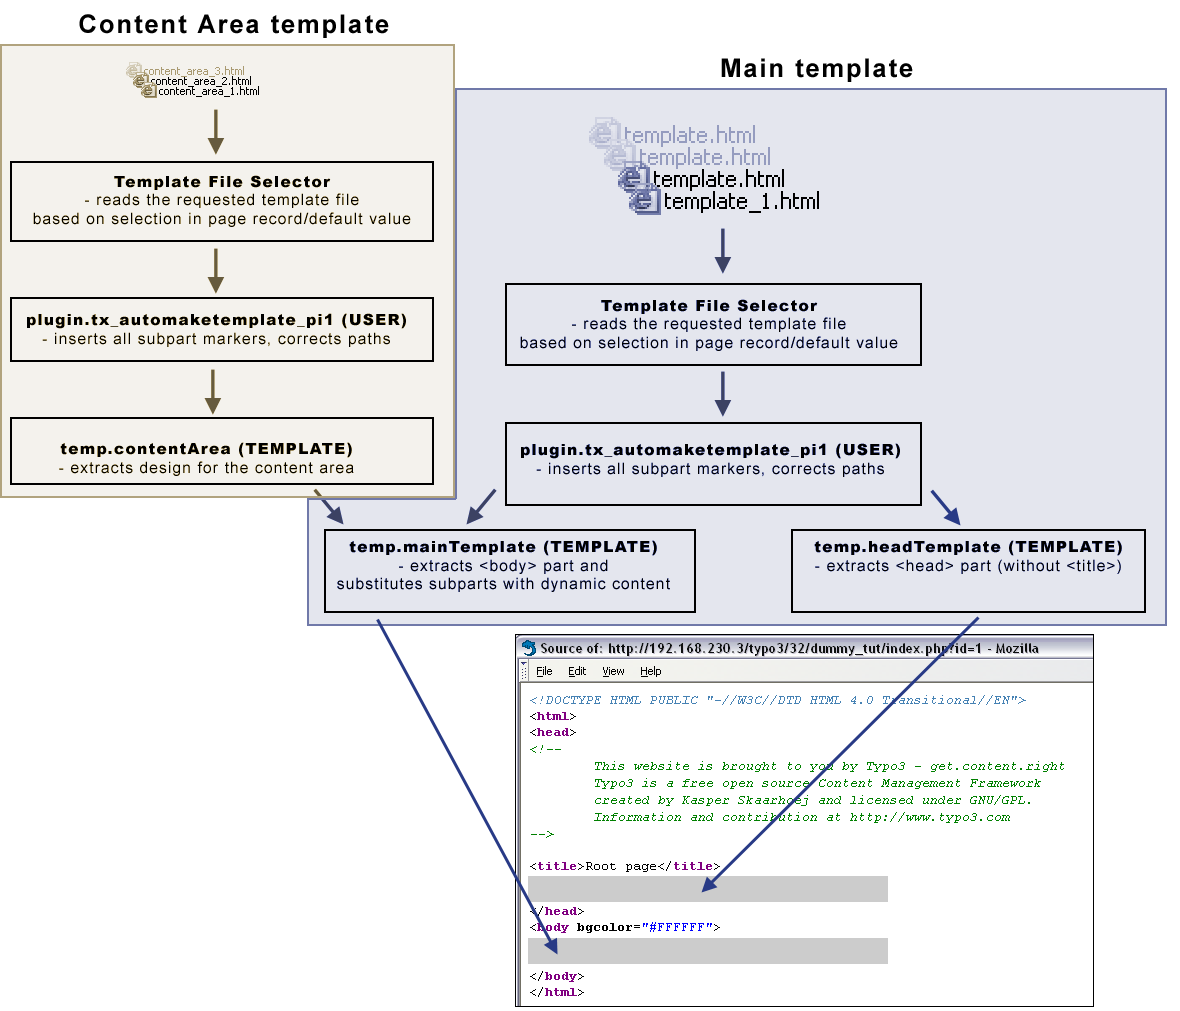 Content Area template
content_area_3.html
content_area_2.html
content_area_1.html
Template File Selector
- reads the requested template file
based on selection in page record/default value
plugin.tx_automaketemplate_pi1 (USER)
- inserts all subpart markers, corrects paths
temp.contentArea (TEMPLATE)
- extracts design for the content area
Main template
template.html
template.html
template.html
template_1.html
Template File Selector
- reads the requested template file
based on selection in page record/default value
plugin.tx_automaketemplate_pi1 (USER)
- inserts all subpart markers, corrects paths
temp.mainTemplate (TEMPLATE)
- extracts <body> part and
substitutes subparts with dynamic content
temp.headTemplate (TEMPLATE)
- extracts <head> part (without <title>)
Source of: http://192.168.230.3/typo3/32/dummy_tut/index.php?id=1 - Mozilla
File Edit View Help
<!DOCTYPE HTML PUBLIC "-//W3C//DTD HTML 4.0 Transitional//EN">
<html>
<head>
<!--
This website is brought to you by Typo3 - get.content.right
Typo3 is a free open source Content Management Framework
created by Kasper Skaarhoej and licensed under GNU/GPL.
Information and contribution at http://www.typo3.com
-->
<title>Root page</title>
</head>
<body bgcolor="#FFFFFF">
</body>
</html>